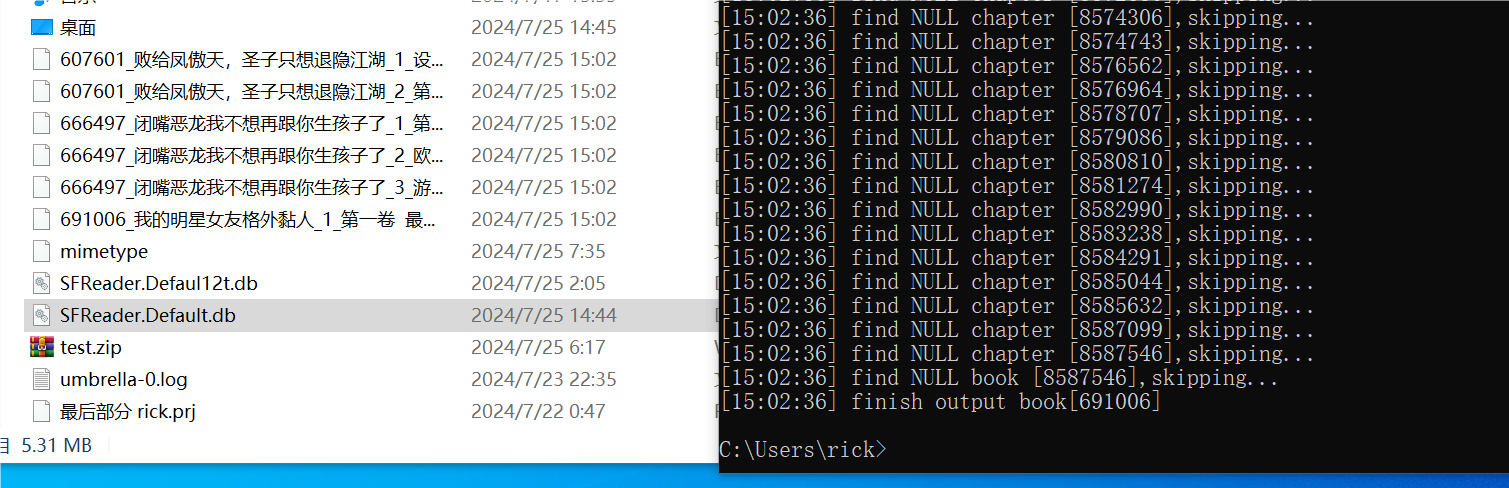 桌面 2024/7/25 14:45
607601_败给凤傲天，圣子只想退隐江湖_1_设... 2024/7/25 15:02
607601_败给凤傲天，圣子只想退隐江湖_2_第... 2024/7/25 15:02
666497_闭嘴恶龙我不想再跟你生孩子了_1_第... 2024/7/25 15:02
666497_闭嘴恶龙我不想再跟你生孩子了_2_欧... 2024/7/25 15:02
666497_闭嘴恶龙我不想再跟你生孩子了_3_游... 2024/7/25 15:02
691006_我的明星女友格外黏人_1_第一卷 最... 2024/7/25 15:02
mimetype 2024/7/25 7:35
SFReader.Defaul12t.db 2024/7/25 2:05
SFReader.Default.db 2024/7/25 14:44
test.zip 2024/7/25 6:17
umbrella-0.log 2024/7/23 22:35
最后部分 rick.prj 2024/7/22 0:47
5.31 MB
[15:02:36] find NULL chapter [8574306],skipping...
[15:02:36] find NULL chapter [8574743],skipping...
[15:02:36] find NULL chapter [8576562],skipping...
[15:02:36] find NULL chapter [8576964],skipping...
[15:02:36] find NULL chapter [8578707],skipping...
[15:02:36] find NULL chapter [8579086],skipping...
[15:02:36] find NULL chapter [8580810],skipping...
[15:02:36] find NULL chapter [8581274],skipping...
[15:02:36] find NULL chapter [8582990],skipping...
[15:02:36] find NULL chapter [8583238],skipping...
[15:02:36] find NULL chapter [8584291],skipping...
[15:02:36] find NULL chapter [8585044],skipping...
[15:02:36] find NULL chapter [8585632],skipping...
[15:02:36] find NULL chapter [8587099],skipping...
[15:02:36] find NULL chapter [8587546],skipping...
[15:02:36] find NULL book [8587546],skipping...
[15:02:36] finish output book[691006]
C:\Users\rick>